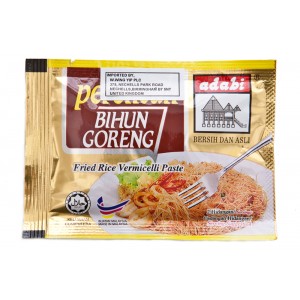 IMPORTED BY:
W.WING YIP PLC
375, NECHELLS PARK ROAD
NECHELLS,BIRMINGHAM B7 5NT
UNITED KINGDOM
adabi
BIHUN
GORENG
BERSIH DAN ASLI
Fried Rice Vermicelli Paste